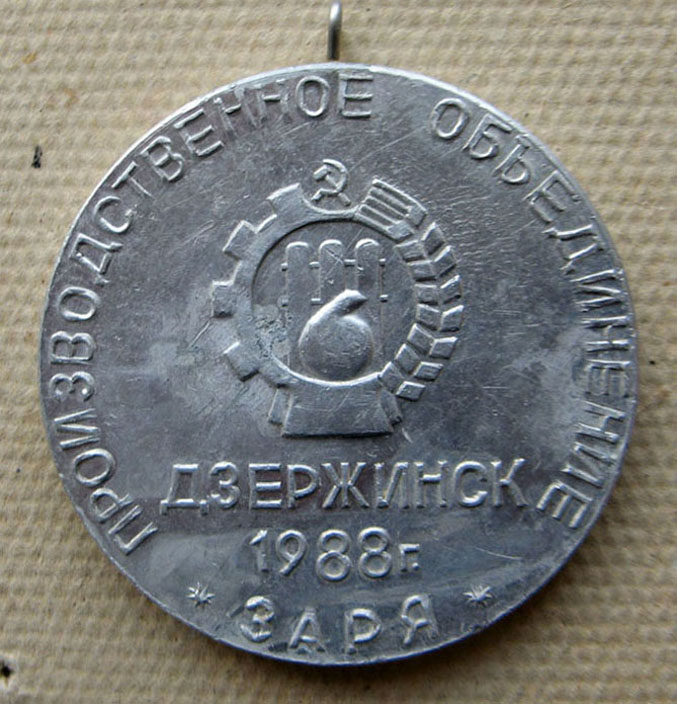 ПРОИЗВОДСТВЕННОЕ ОБЪЕДИНЕНИЕ
ДЗЕРЖИНСК
1988г.
* ЗАРЯ *